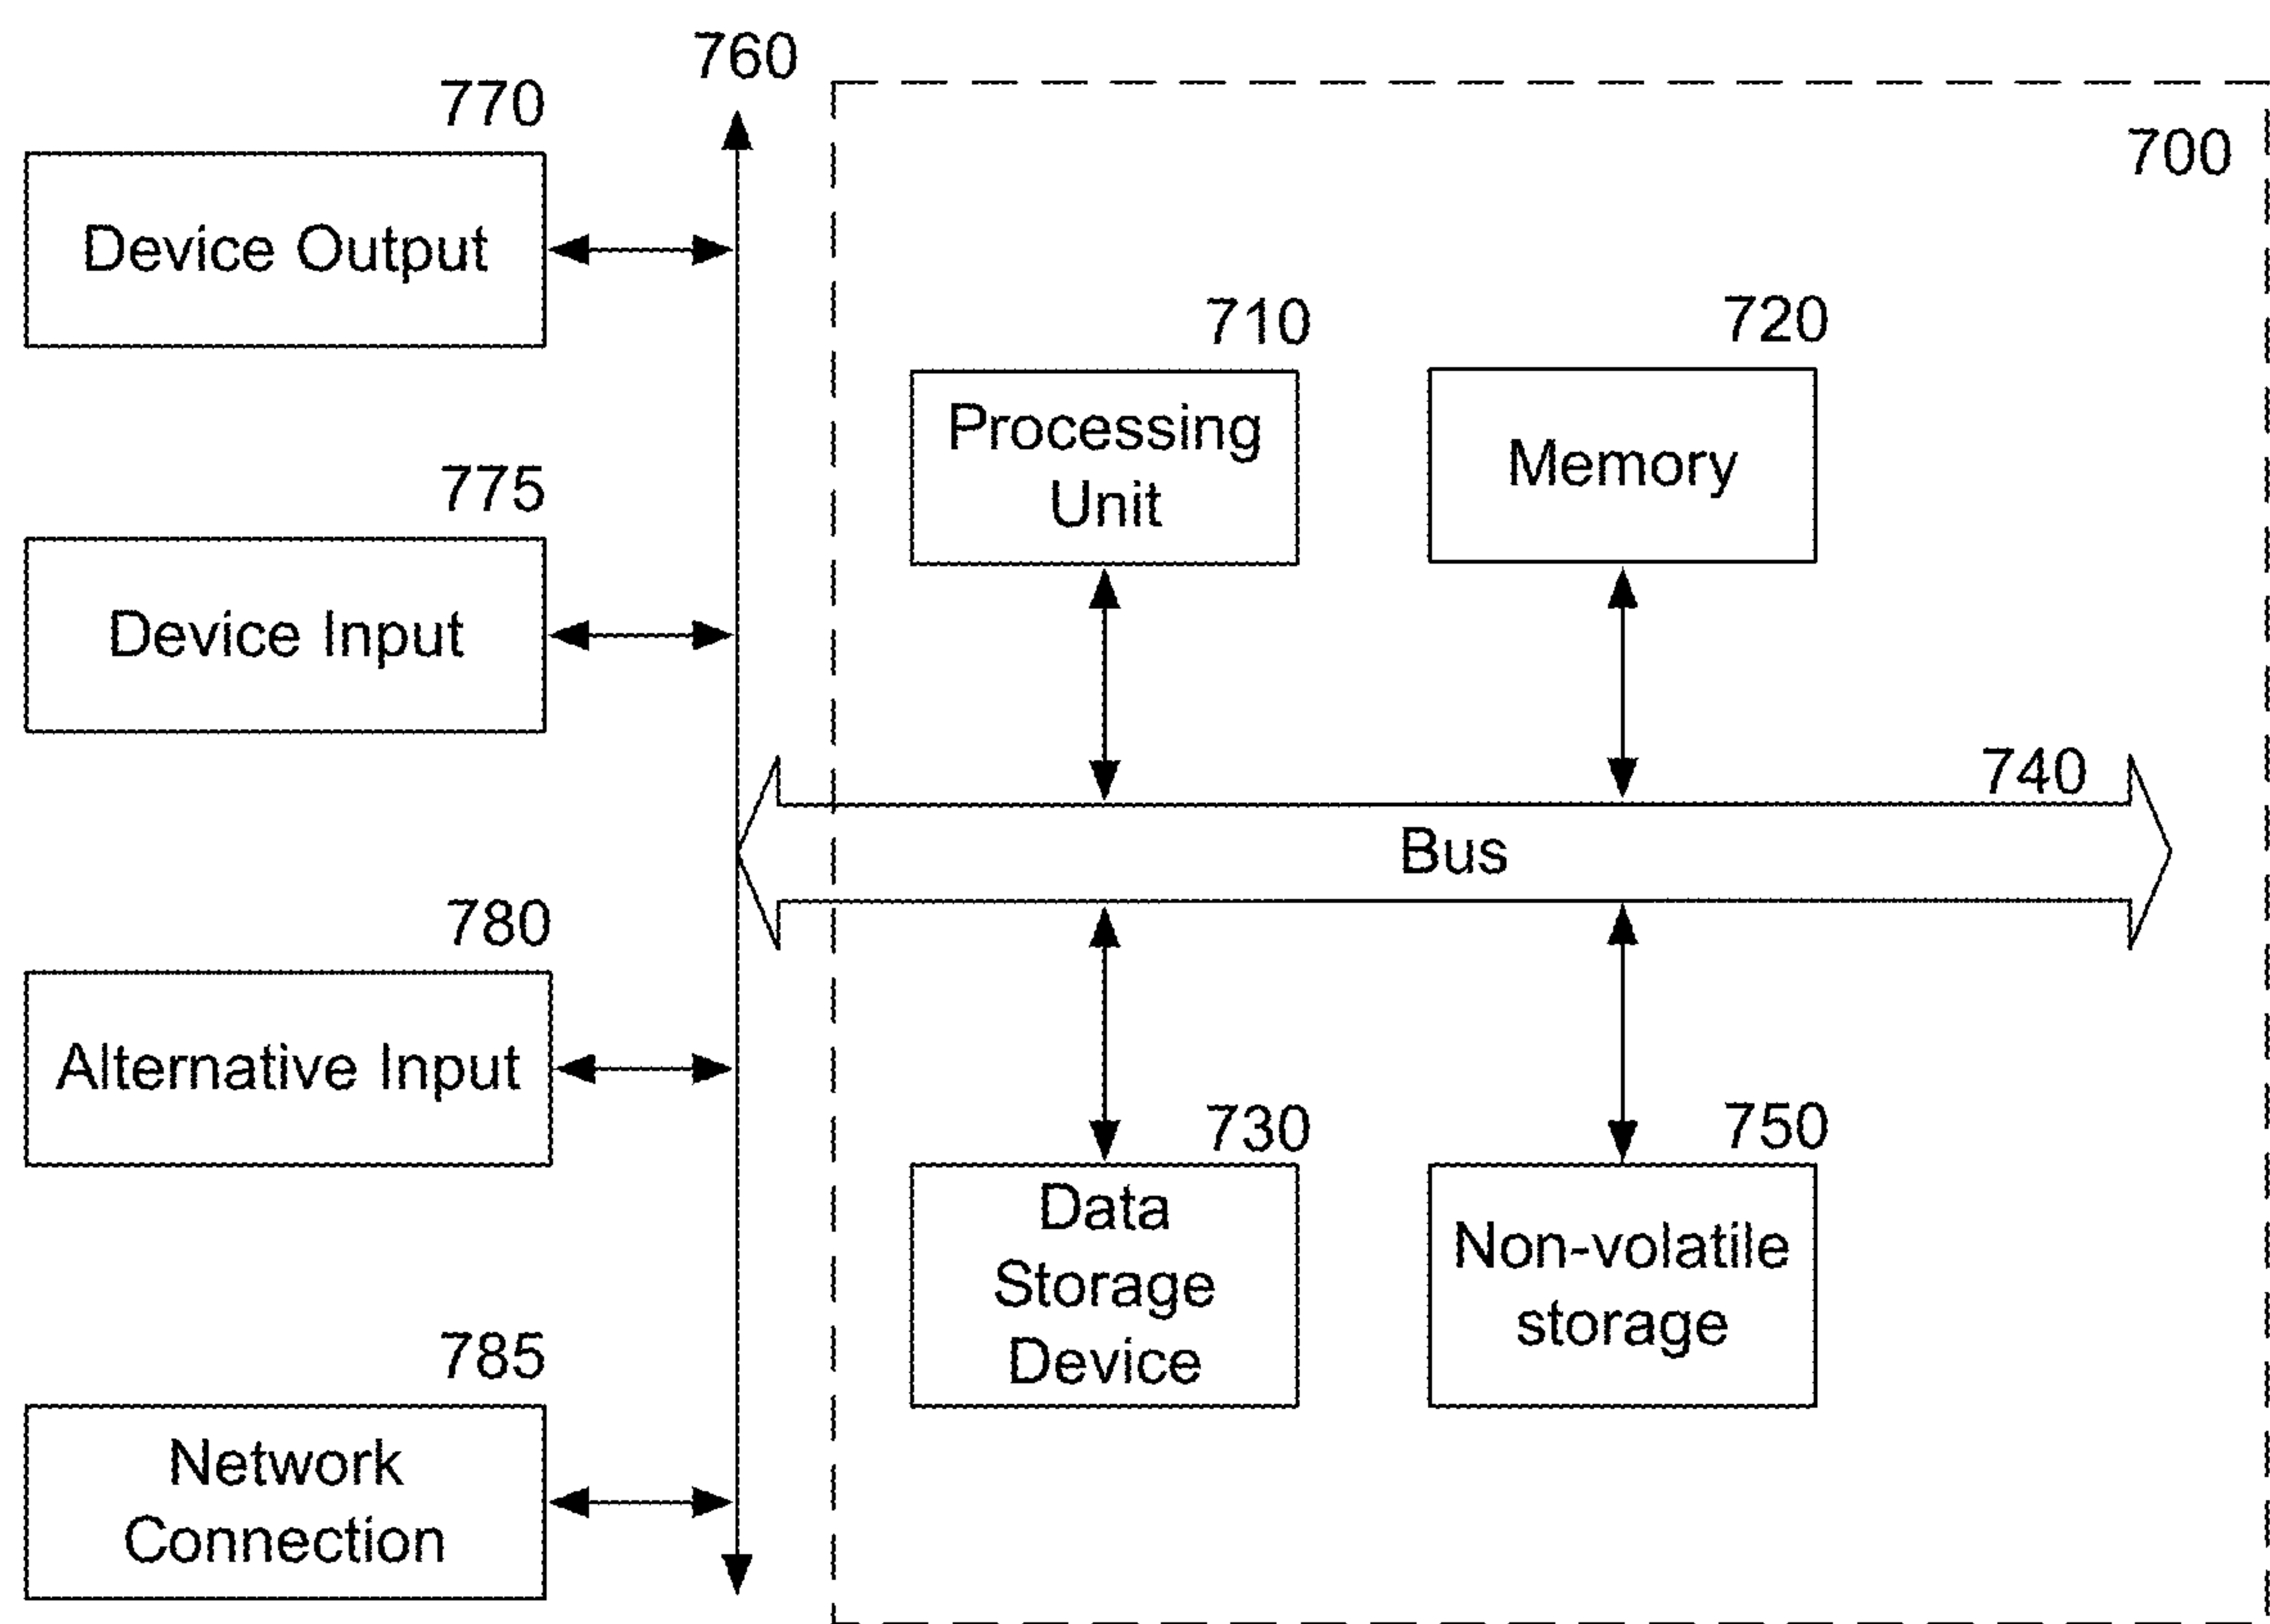 760
770
Device Output
700
710
Processing
Unit
720
Memory
775
Device Input
740
Bus
780
Alternative Input
730
Data
Storage
Device
750
Non-volatile
storage
785
Network
Connection